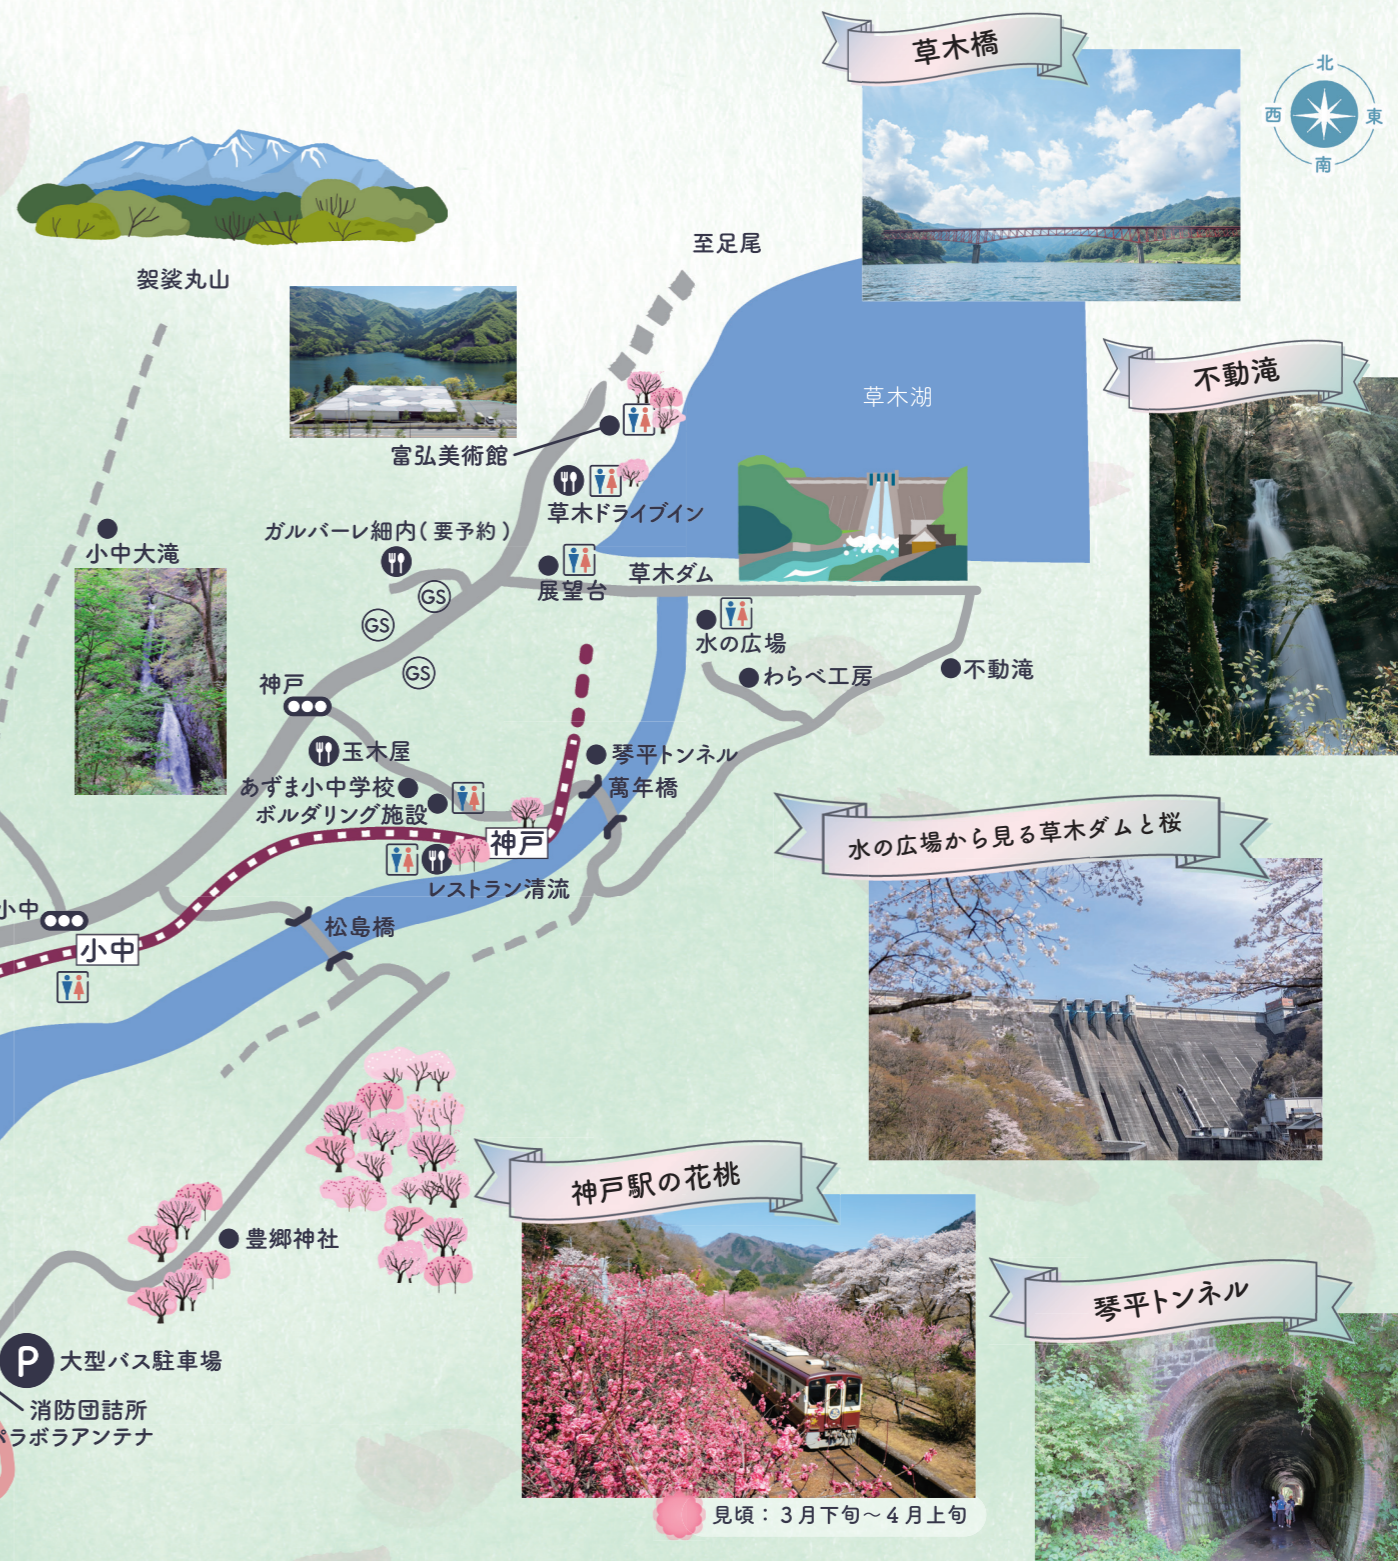 草木橋
北
西
東
南
至足尾
袈裟丸山
草木湖
不動滝
富弘美術館
草木ドライブイン
ガルバーレ細内(要予約)
小中大滝
展望台
草木ダム
GS
GS
GS
水の広場
わらべ工房
不動滝
神戸
玉木屋
琴平トンネル
あずま小中学校
萬年橋
ボルダリング施設
神戸
水の広場から見る草木ダムと桜
レストラン清流
小中
松島橋
小中
神戸駅の花桃
豊郷神社
琴平トンネル
P
大型バス駐車場
消防団詰所
パラボラアンテナ
見頃：3月下旬～4月上旬